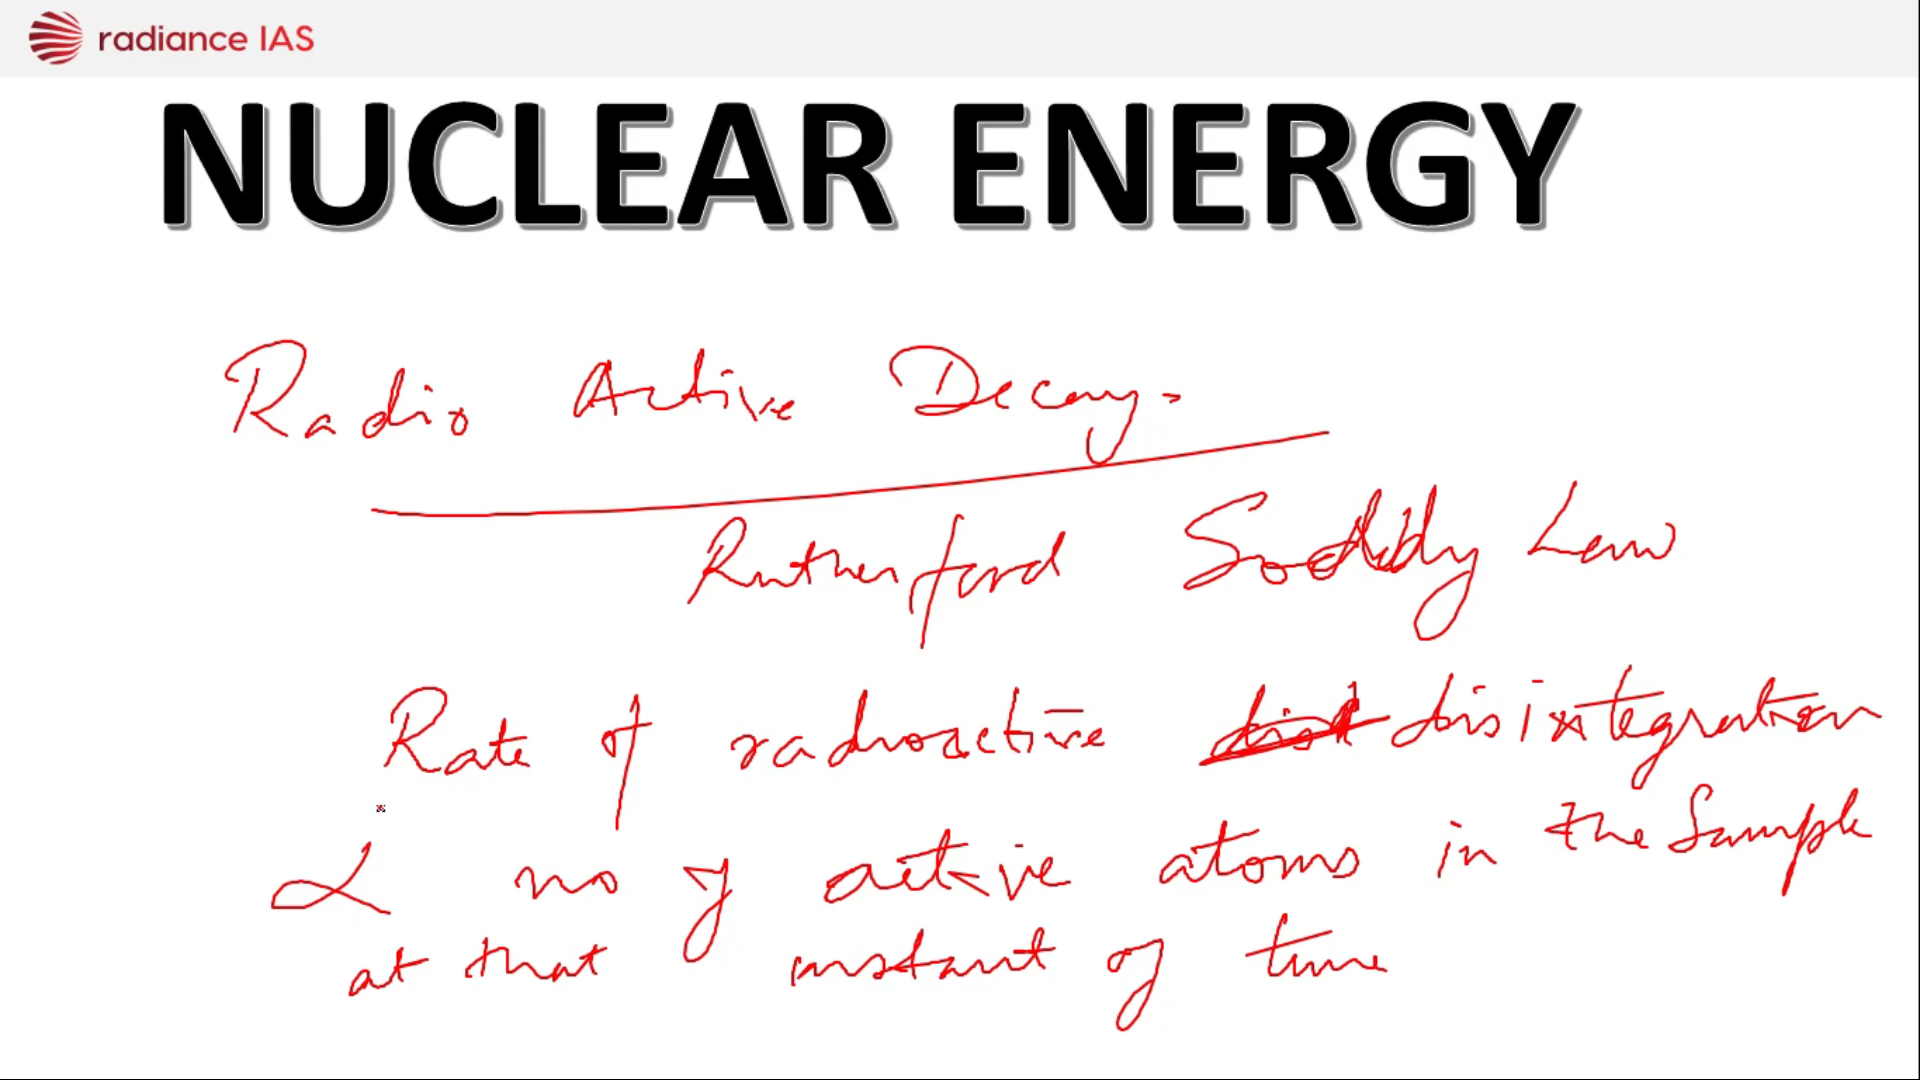 radiance IAS
NUCLEAR ENERGY
Radio Active Decay-
Rutherford Soddy Law
Rate of radioactive disintegration
∝ no of active atoms in the Sample
at that instant of time